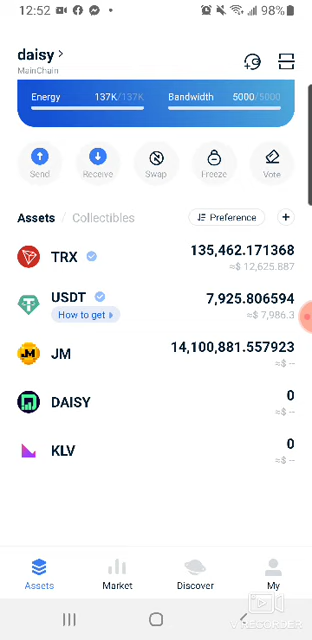 12:52 98%
daisy >
MainChain
Energy 137K/137K Bandwidth 5000/5000
Send Receive Swap Freeze Vote
Assets / Collectibles Preference +
TRX 135,462.171368
≈$ 12,625.887
USDT 7,925.806594
How to get ≈$ 7,986.3
JM 14,100,881.557923
≈$ --
DAISY 0
≈$ --
KLV 0
≈$ --
Assets Market Discover My
V RECORDER